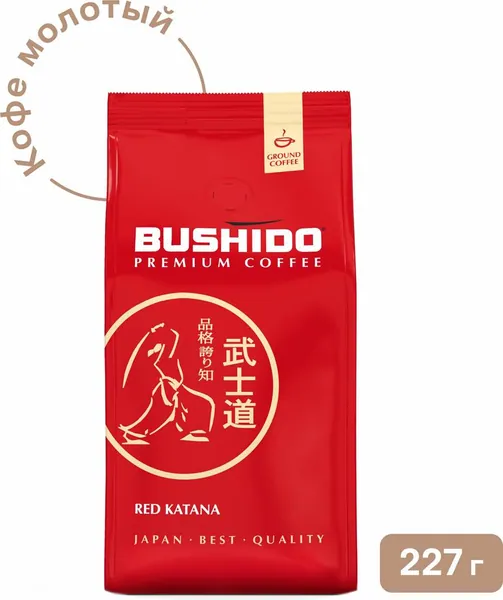 Кофе молотый
GROUND
COFFEE
BUSHIDO
PREMIUM COFFEE
品格誇り知
武士道
RED KATANA
JAPAN · BEST · QUALITY
227 г